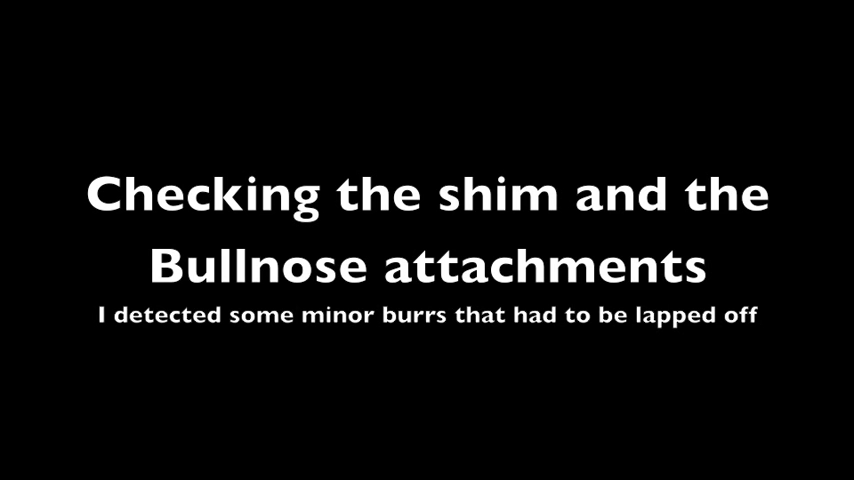 Checking the shim and the
Bullnose attachments
I detected some minor burrs that had to be lapped off